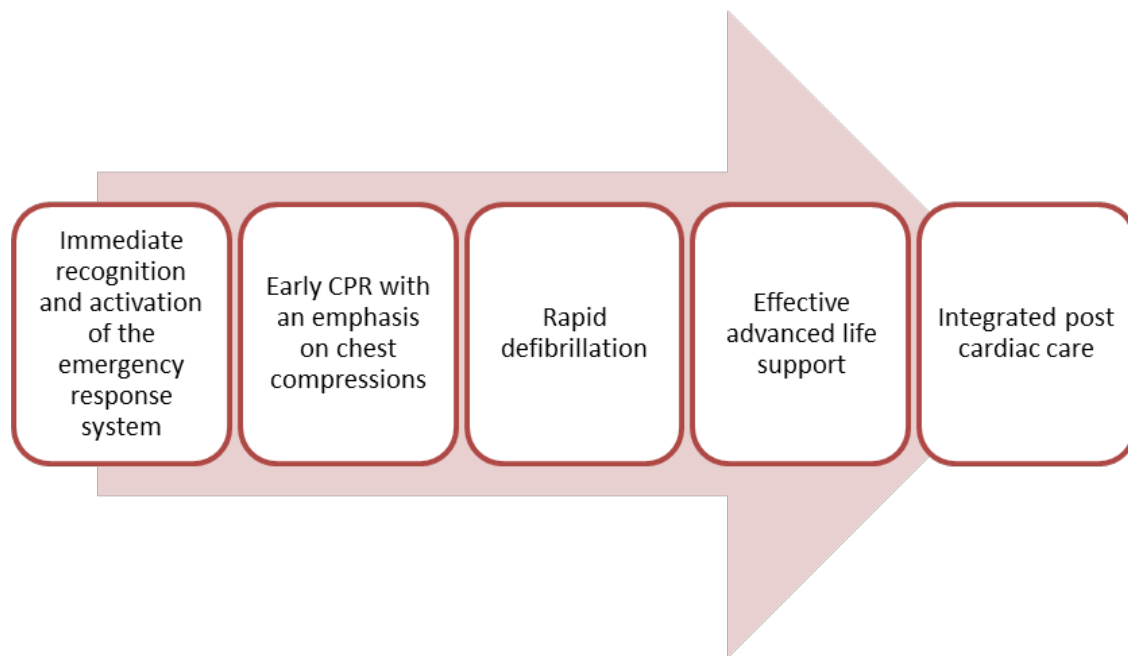 Immediate
recognition
and activation
of the
emergency
response
system
Early CPR with
an emphasis
on chest
compressions
Rapid
defibrillation
Effective
advanced life
support
Integrated post
cardiac care